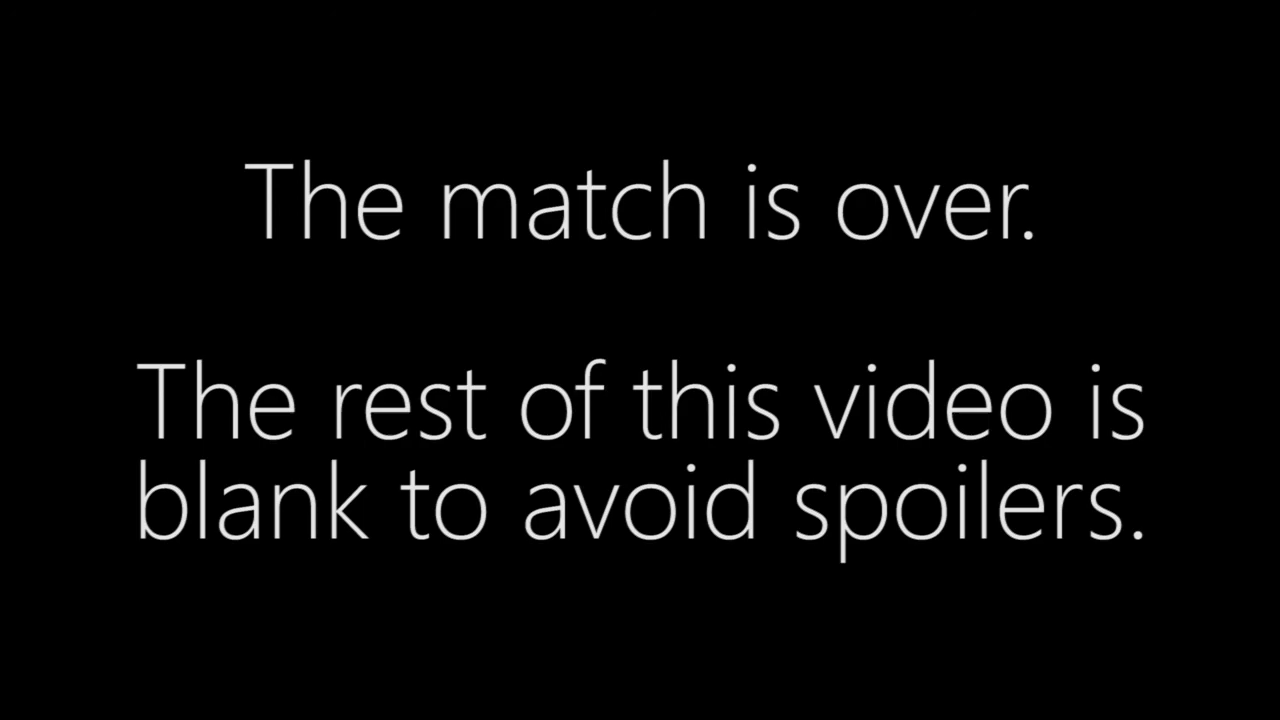 The match is over.
The rest of this video is
blank to avoid spoilers.